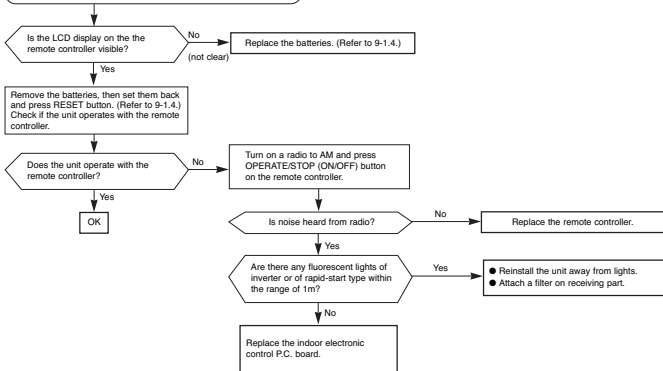 Is the LCD display on the the
remote controller visible?
No
(not clear)
Replace the batteries. (Refer to 9-1.4.)
Yes
Remove the batteries, then set them back
and press RESET button. (Refer to 9-1.4.)
Check if the unit operates with the remote
controller.
Does the unit operate with the
remote controller?
No
Turn on a radio to AM and press
OPERATE/STOP (ON/OFF) button
on the remote controller.
Yes
OK
Is noise heard from radio?
No
Replace the remote controller.
Yes
Are there any fluorescent lights of
inverter or of rapid-start type within
the range of 1m?
Yes
● Reinstall the unit away from lights.
● Attach a filter on receiving part.
No
Replace the indoor electronic
control P.C. board.